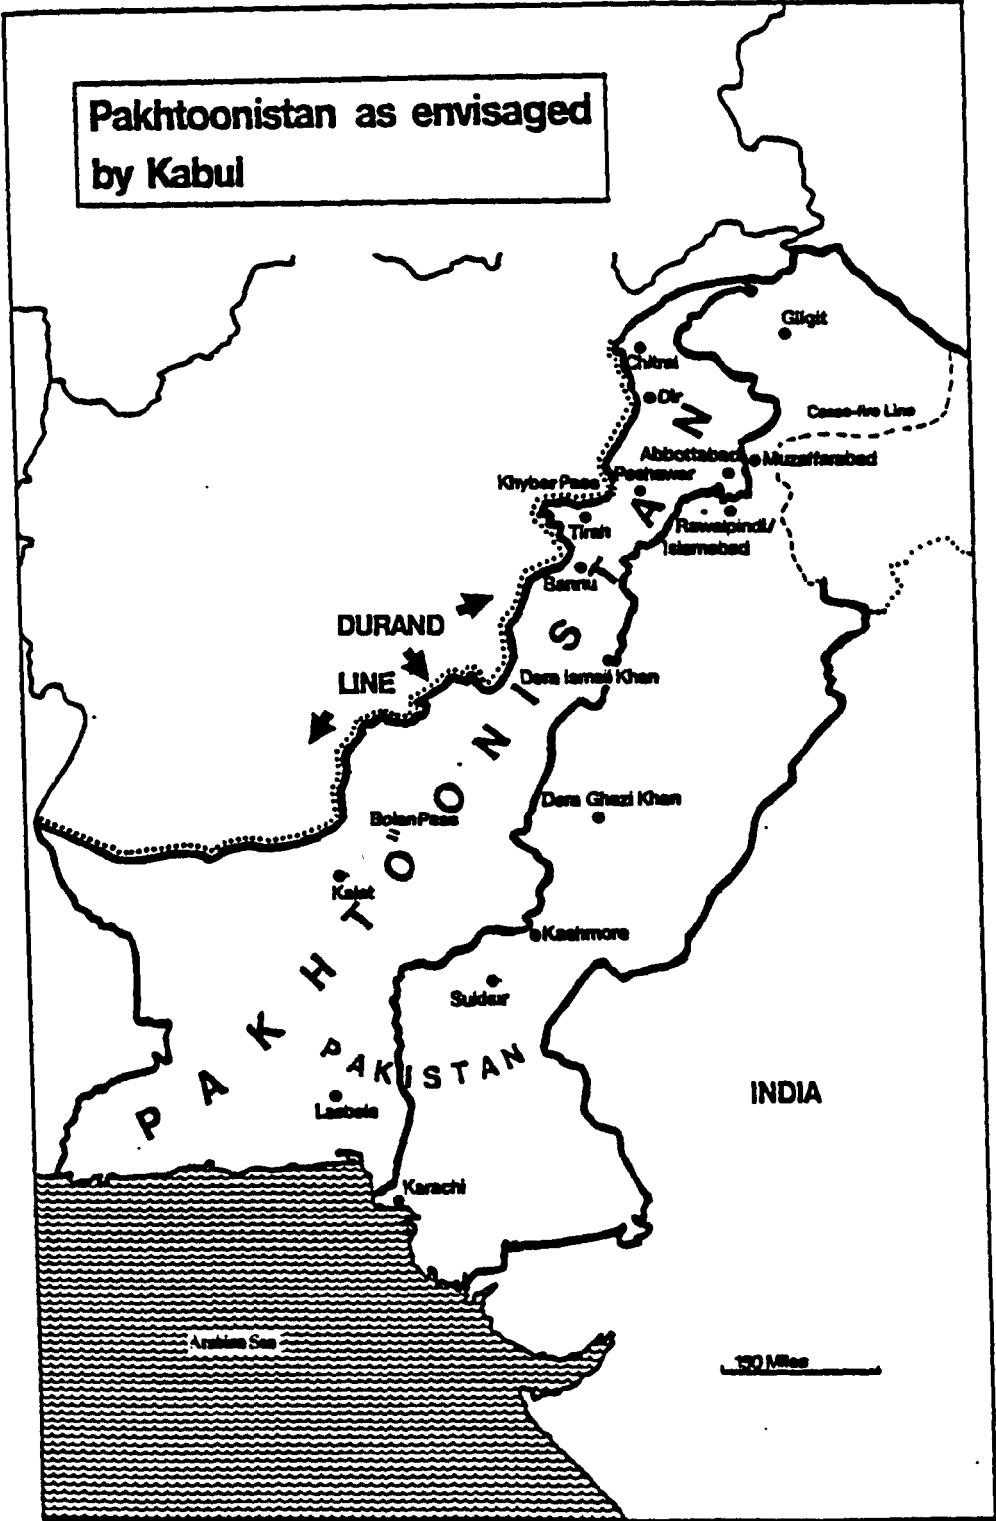 Pakhtoonistan as envisaged
by Kabul
Gilgit
Chitral
Dir
Cease-fire Line
Abbottabad
Muzaffarabad
Peshawar
Khyber Pass
Rawalpindi/
Islamabad
Tirah
Bannu
DURAND
LINE
Dera Ismail Khan
Dera Ghazi Khan
Bolan Pass
Kalat
Kashmore
Sukkur
PAKHTOONISTAN
PAKISTAN
INDIA
Lasbela
Karachi
Arabian Sea
150 Miles